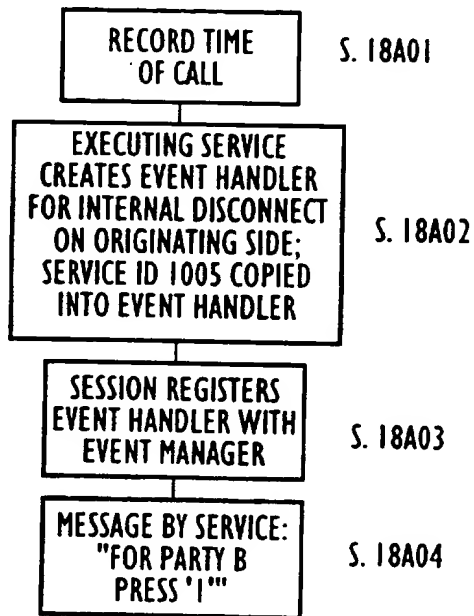 RECORD TIME
OF CALL
S. 18A01
EXECUTING SERVICE
CREATES EVENT HANDLER
FOR INTERNAL DISCONNECT
ON ORIGINATING SIDE;
SERVICE ID 1005 COPIED
INTO EVENT HANDLER
S. 18A02
SESSION REGISTERS
EVENT HANDLER WITH
EVENT MANAGER
S. 18A03
MESSAGE BY SERVICE:
"FOR PARTY B
PRESS '1'"
S. 18A04